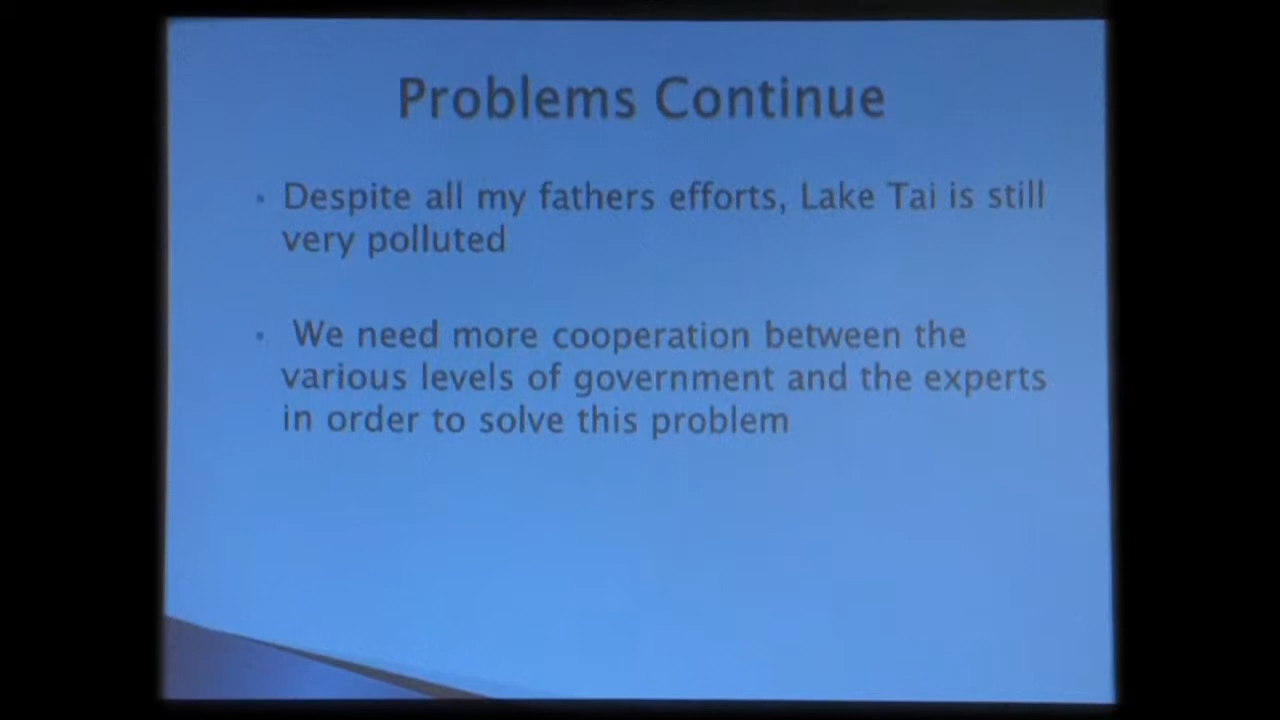 Problems Continue
• Despite all my fathers efforts, Lake Tai is still
very polluted
• We need more cooperation between the
various levels of government and the experts
in order to solve this problem